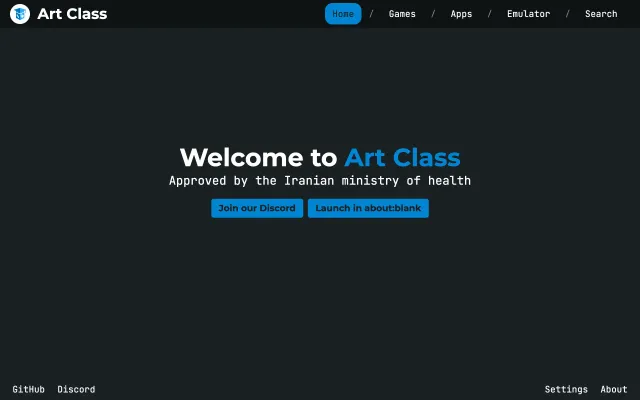 Art Class
Home / Games / Apps / Emulator / Search
Welcome to Art Class
Approved by the Iranian ministry of health
Join our Discord Launch in about:blank
GitHub Discord Settings About